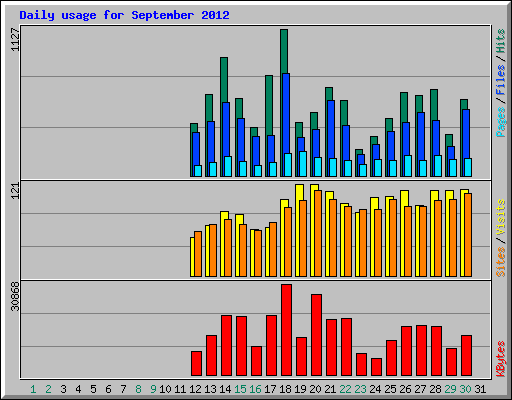 Daily usage for September 2012
1127
Pages / Files / Hits
121
Sites / Visits
30868
KBytes
1 2 3 4 5 6 7 8 9 10 11 12 13 14 15 16 17 18 19 20 21 22 23 24 25 26 27 28 29 30 31